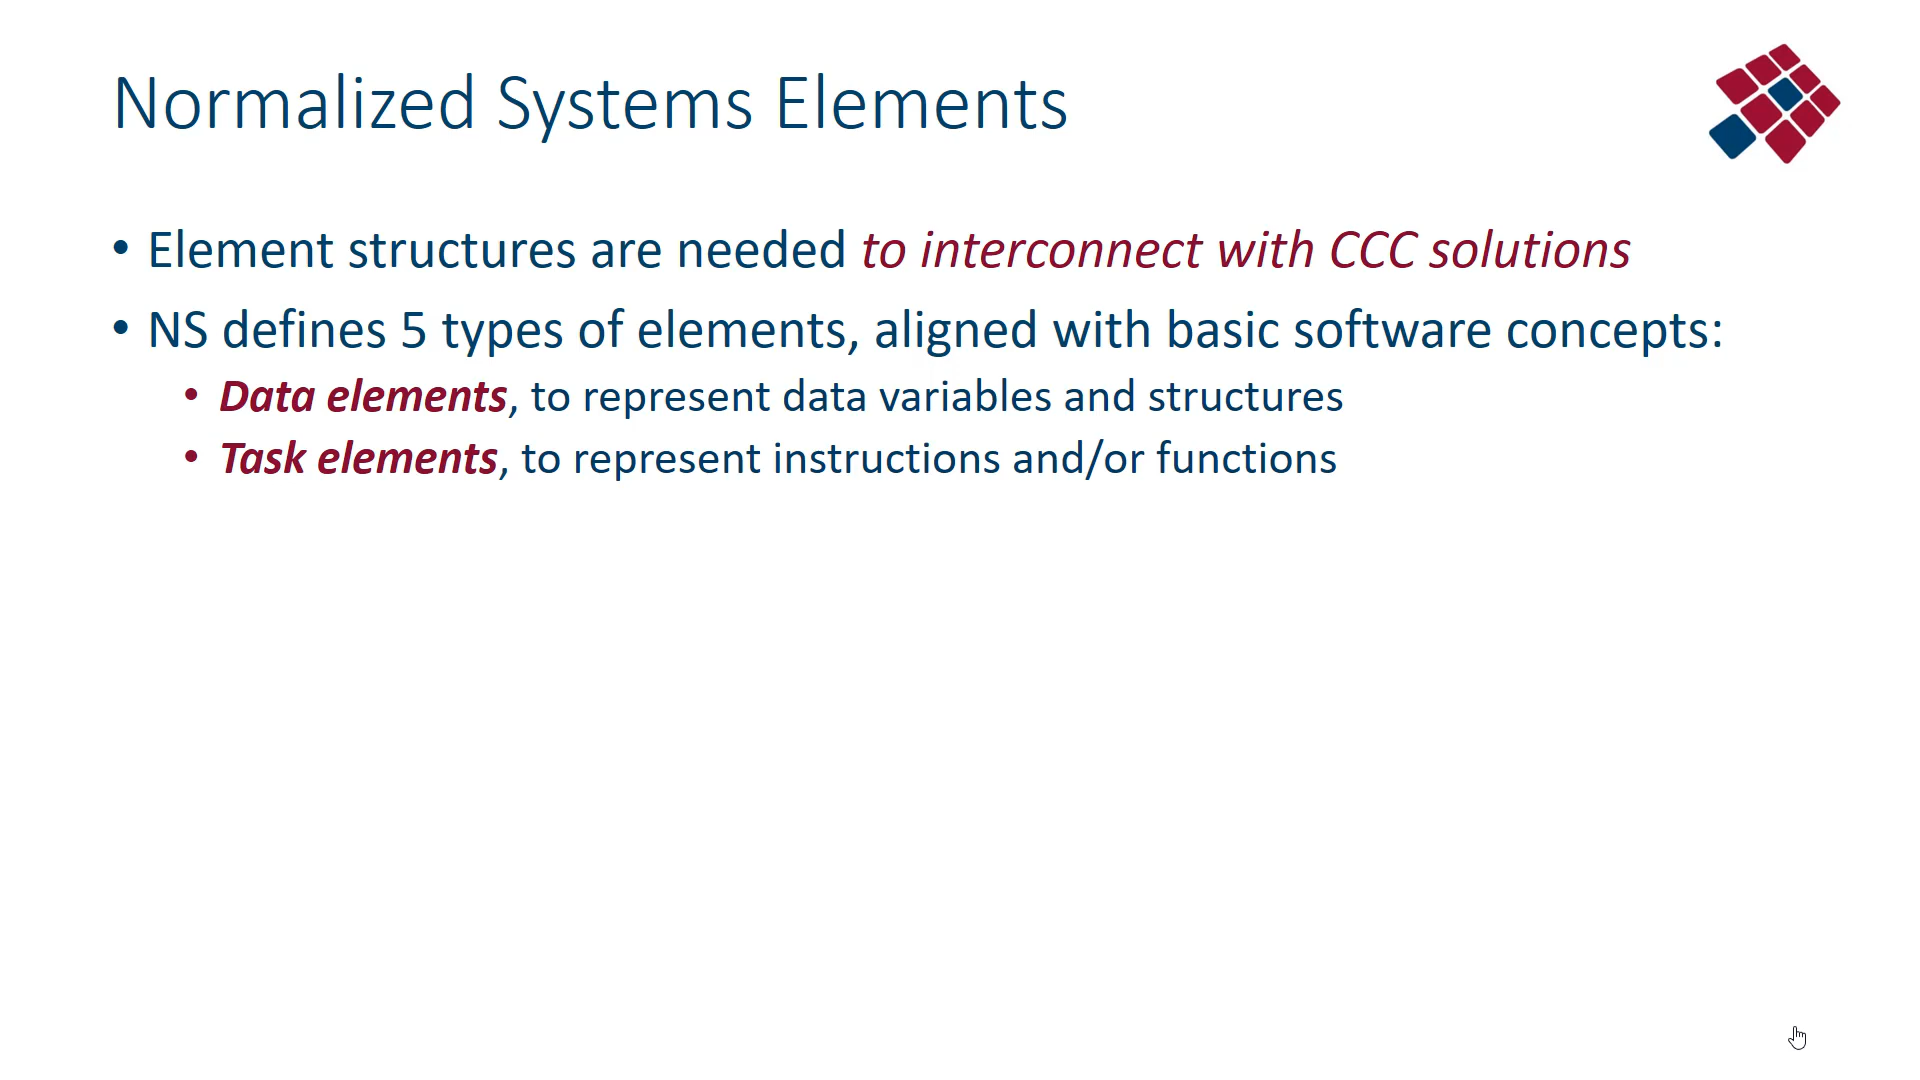 Normalized Systems Elements
• Element structures are needed to interconnect with CCC solutions
• NS defines 5 types of elements, aligned with basic software concepts:
• Data elements, to represent data variables and structures
• Task elements, to represent instructions and/or functions